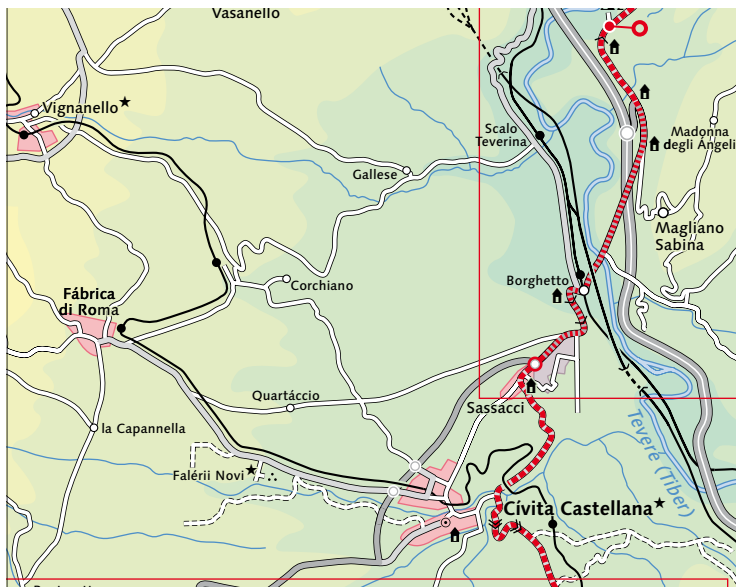 Vasanello
Vignanello
Scalo
Teverina
Madonna
degli Ángeli
Gallese
Magliano
Sabina
Corchiano
Borghetto
Fábrica
di Roma
Quartáccio
Sassacci
la Capannella
Falérii Novi
Tevere (Tiber)
Cívita Castellana